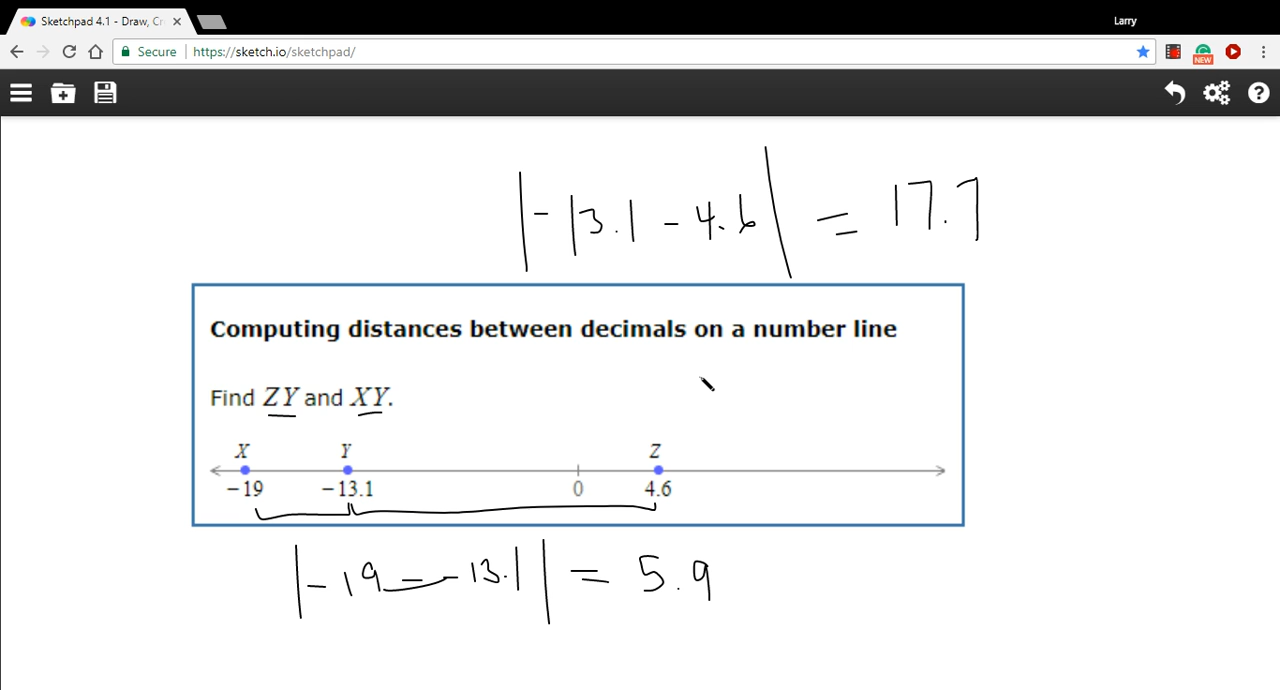 Sketchpad 4.1 - Draw, Cr
Larry
Secure
https://sketch.io/sketchpad/
NEW
|-13.1 - 4.6| = 17.7
Computing distances between decimals on a number line
Find ZY and XY.
X Y Z
−19 −13.1 0 4.6
|-19 - -13.1| = 5.9